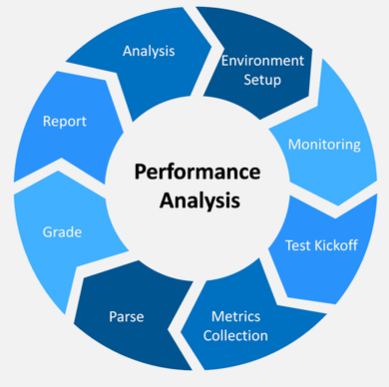 Performance
Analysis
Environment
Setup
Monitoring
Test Kickoff
Metrics
Collection
Parse
Grade
Report
Analysis